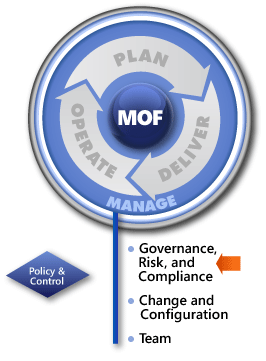 PLAN
MOF
OPERATE
DELIVER
MANAGE
Governance,
Risk, and
Compliance
Policy &
Control
Change and
Configuration
Team